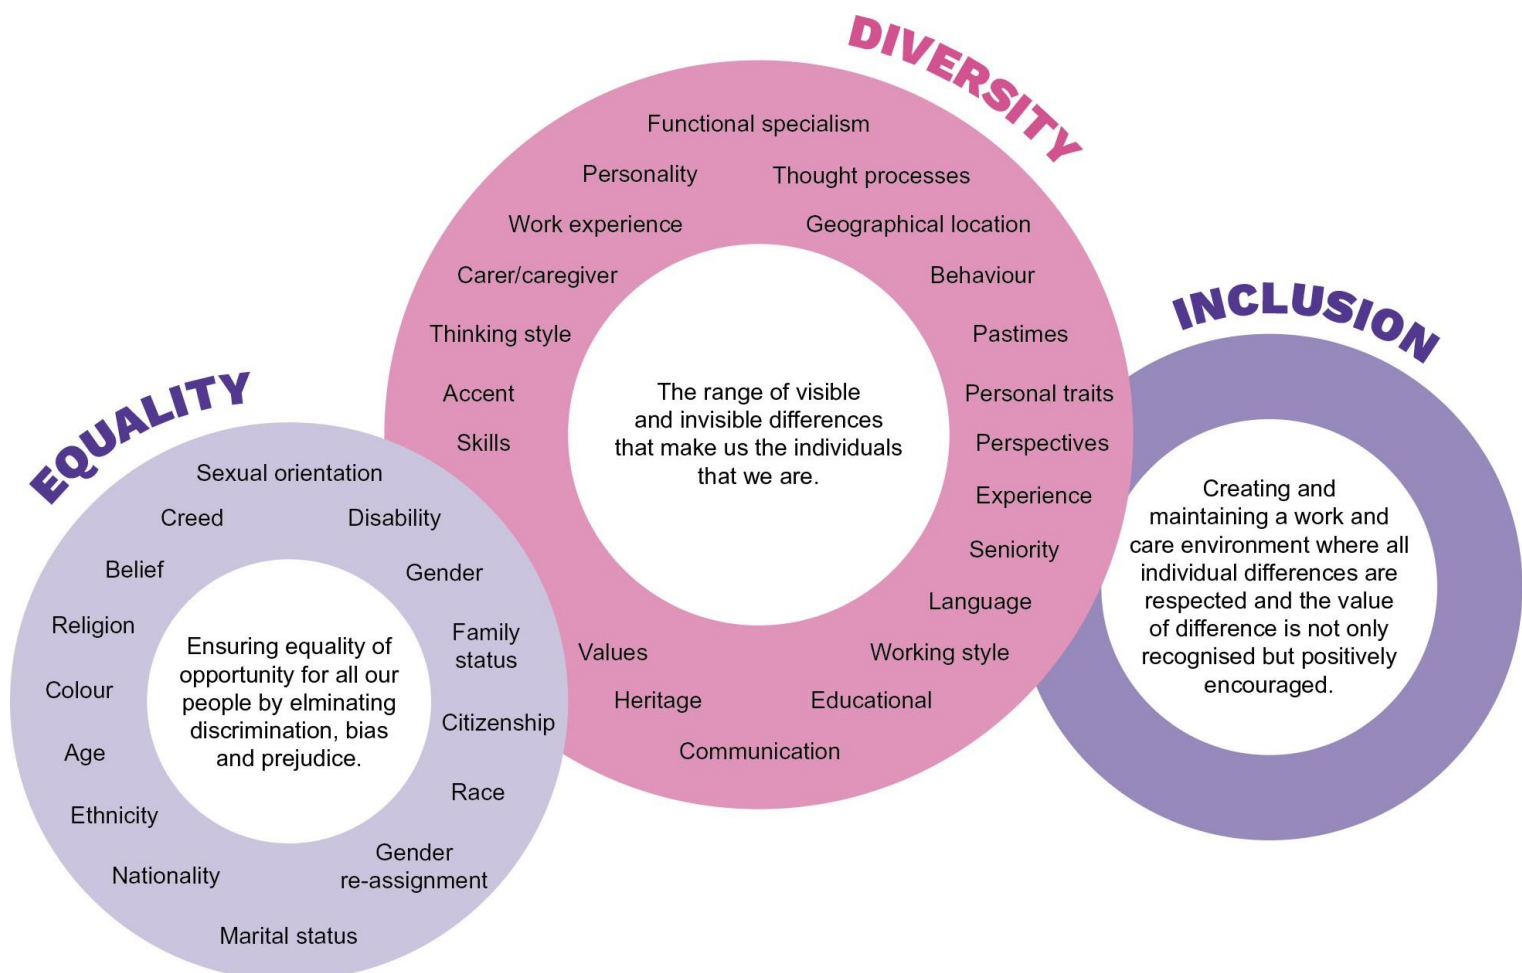 EQUALITY
Sexual orientation
Creed
Disability
Belief
Gender
Religion
Family
status
Colour
Citizenship
Age
Race
Ethnicity
Gender
re-assignment
Nationality
Marital status
Ensuring equality of
opportunity for all our
people by elminating
discrimination, bias
and prejudice.
DIVERSITY
Functional specialism
Personality
Thought processes
Work experience
Geographical location
Carer/caregiver
Behaviour
Thinking style
Pastimes
Accent
Personal traits
Skills
Perspectives
Experience
Seniority
Language
Values
Working style
Heritage
Educational
Communication
The range of visible
and invisible differences
that make us the individuals
that we are.
INCLUSION
Creating and
maintaining a work and
care environment where all
individual differences are
respected and the value
of difference is not only
recognised but positively
encouraged.